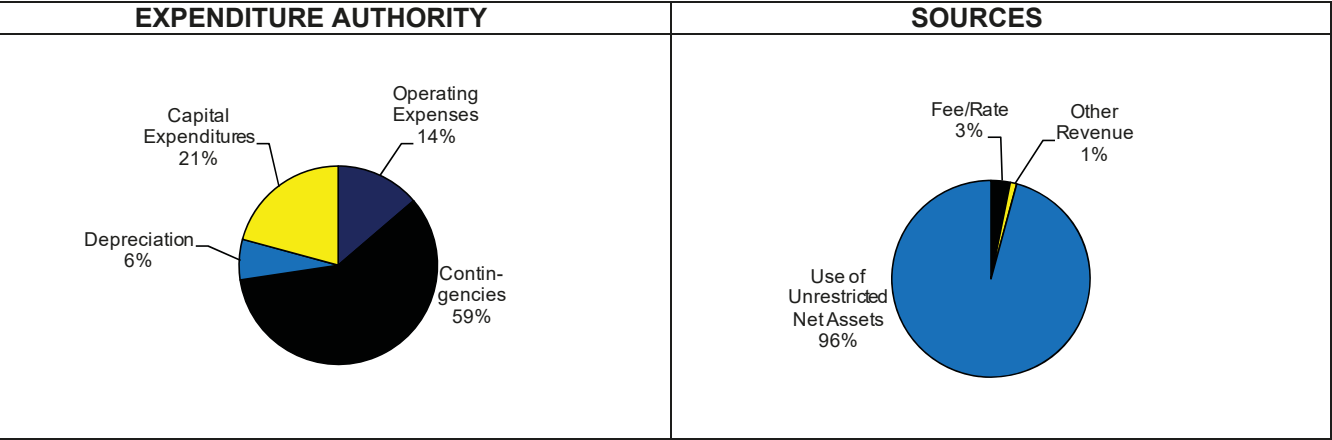 EXPENDITURE AUTHORITY
Capital
Expenditures
21%
Operating
Expenses
14%
Depreciation
6%
Contin-
gencies
59%
SOURCES
Fee/Rate
3%
Other
Revenue
1%
Use of
Unrestricted
Net Assets
96%